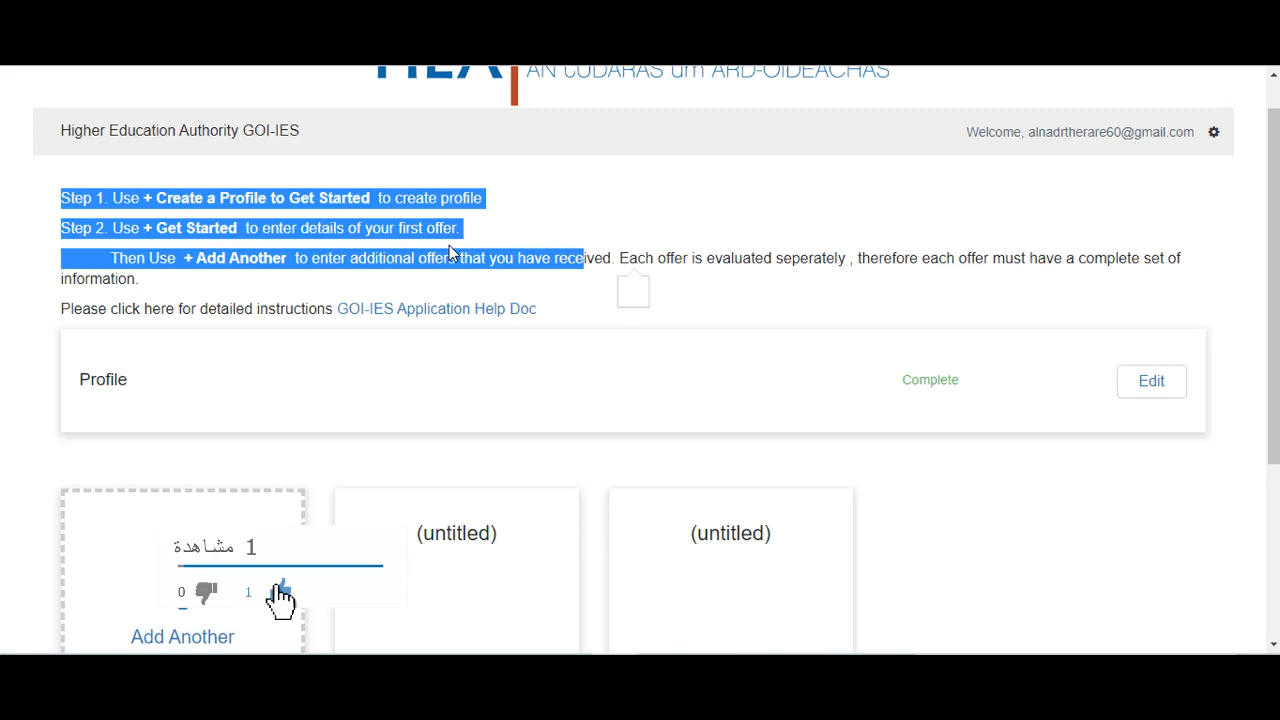 HEA AN tÚDARÁS um ARD-OIDEACHAS
Higher Education Authority GOI-IES
Welcome, alnadrtherare60@gmail.com
Step 1. Use + Create a Profile to Get Started to create profile
Step 2. Use + Get Started to enter details of your first offer.
Then Use + Add Another to enter additional offers that you have received. Each offer is evaluated seperately , therefore each offer must have a complete set of
information.
Please click here for detailed instructions GOI-IES Application Help Doc
Profile
Complete
Edit
(untitled)
(untitled)
1 مشاهدة
0
1
Add Another